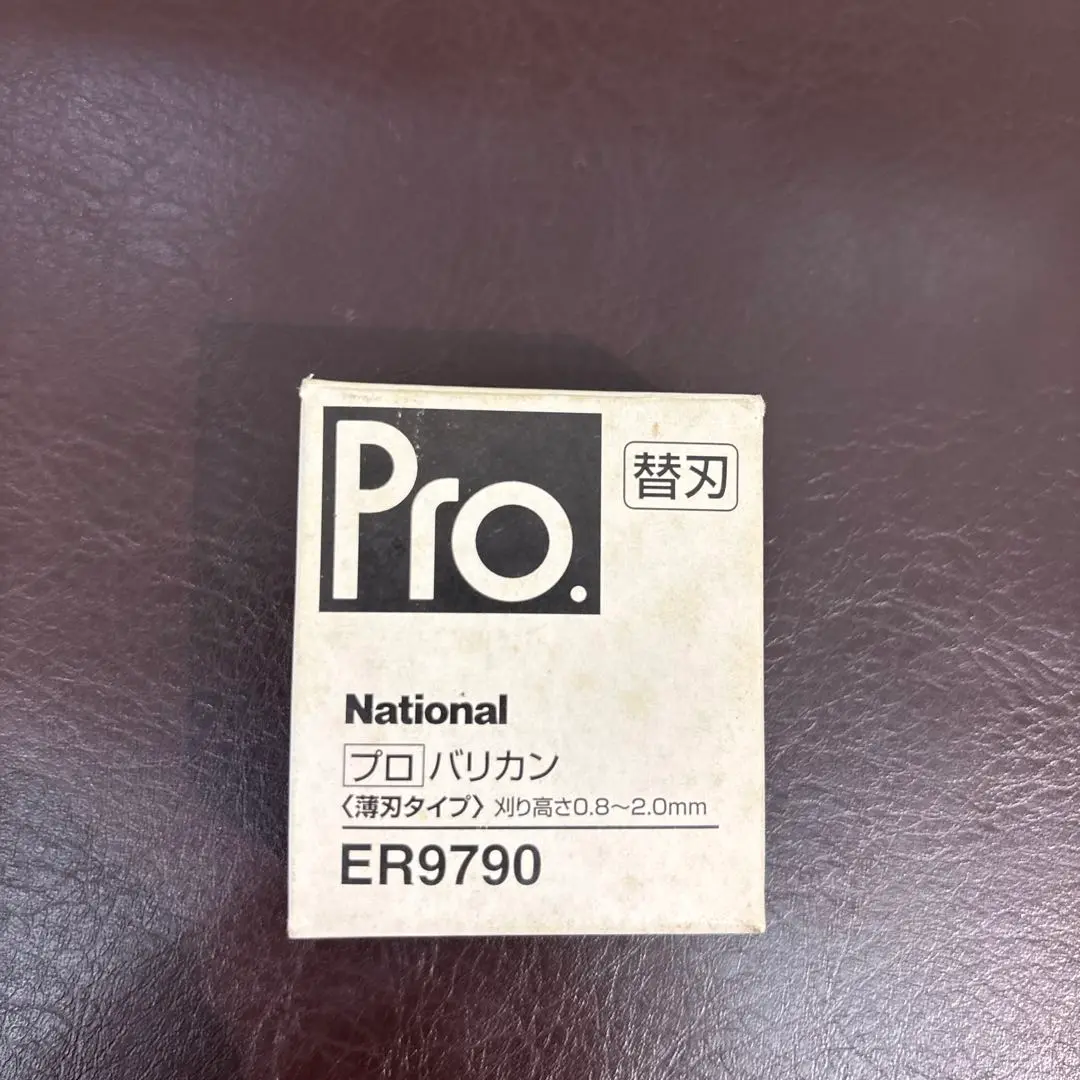 Pro.
替刃
National
プロ バリカン
〈薄刃タイプ〉 刈り高さ0.8〜2.0mm
ER9790